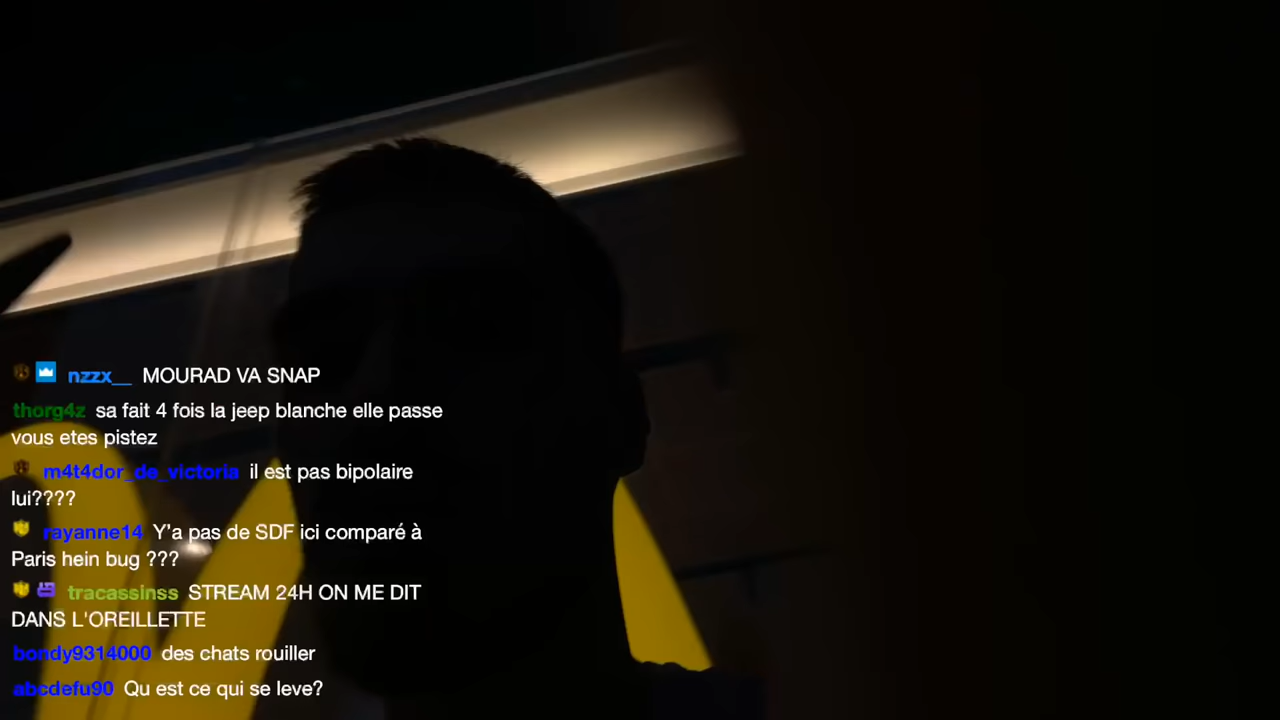 nzzx__ MOURAD VA SNAP
thorg4z sa fait 4 fois la jeep blanche elle passe
vous etes pistez
m4t4dor_de_victoria il est pas bipolaire
lui????
rayanne14 Y'a pas de SDF ici comparé à
Paris hein bug ???
tracassinss STREAM 24H ON ME DIT
DANS L'OREILLETTE
bondy9314000 des chats rouiller
abcdefu90 Qu est ce qui se leve?